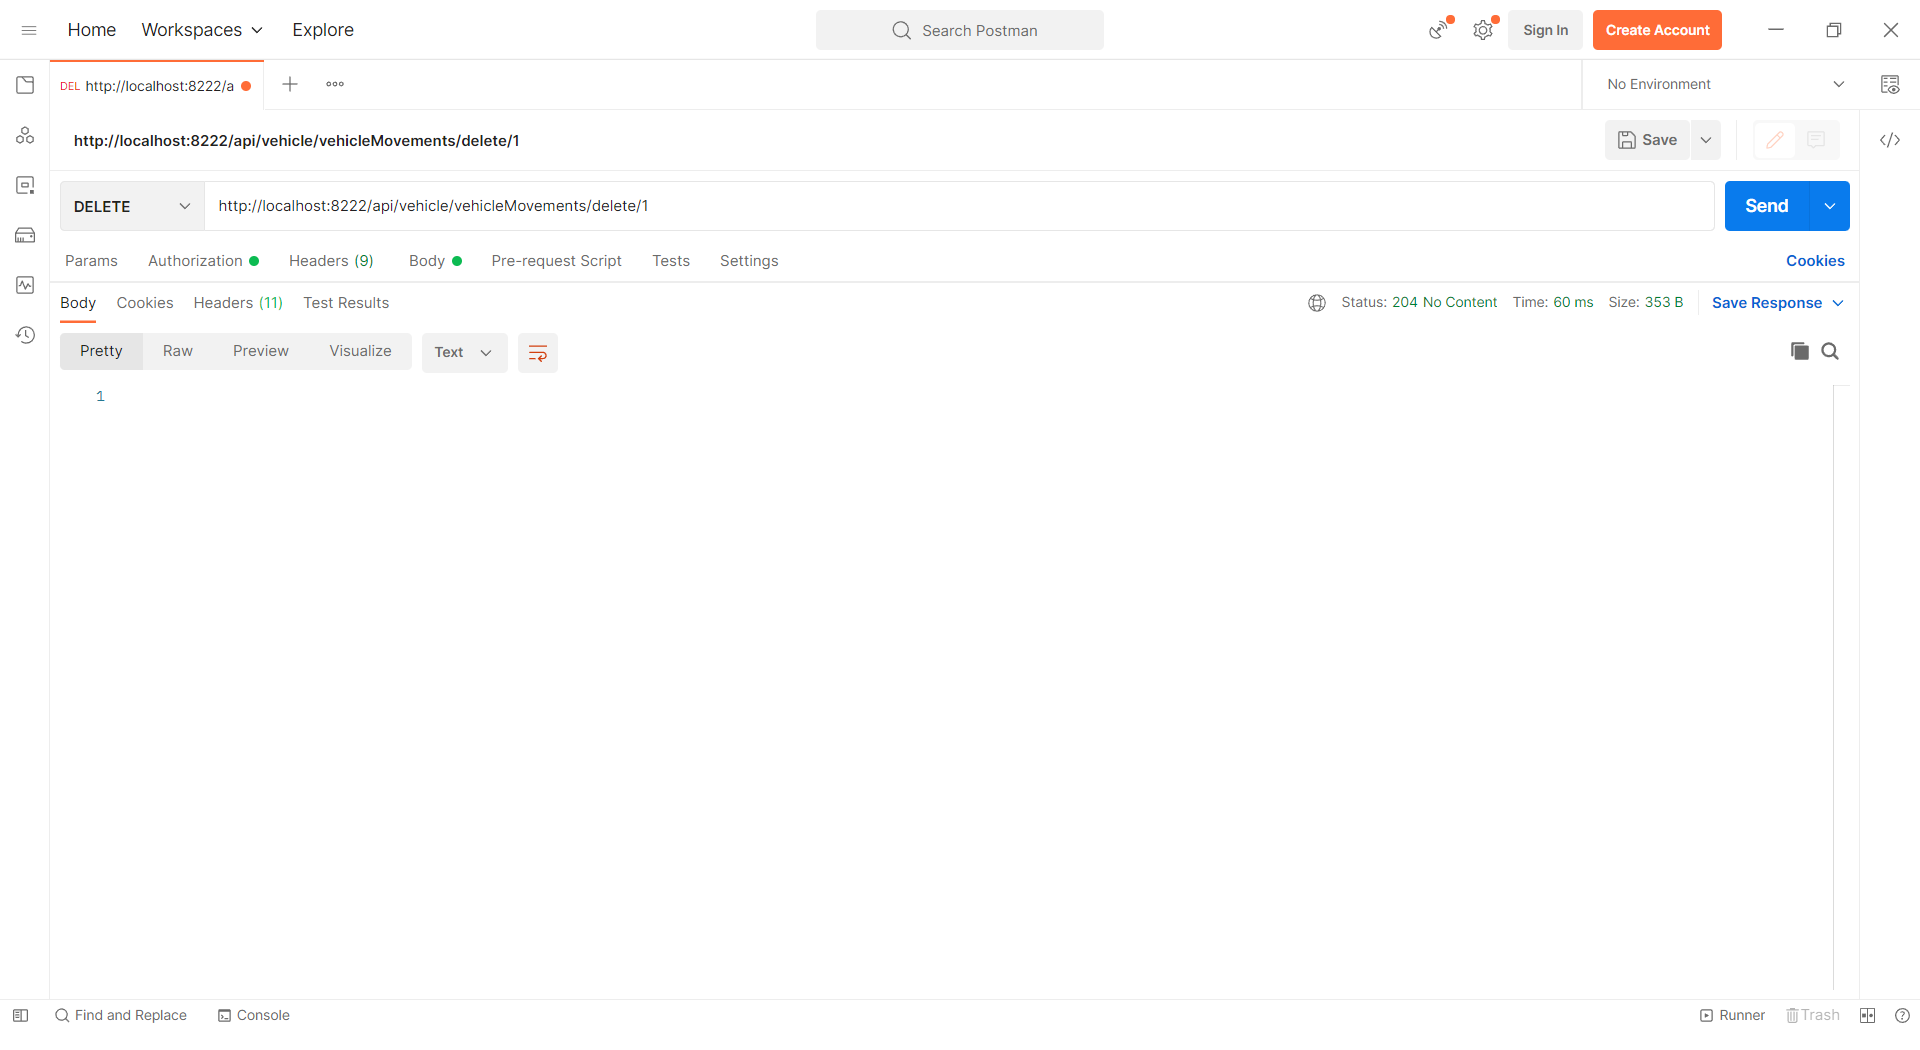 Home Workspaces Explore Search Postman Sign In Create Account
DEL http://localhost:8222/a No Environment
http://localhost:8222/api/vehicle/vehicleMovements/delete/1 Save
DELETE http://localhost:8222/api/vehicle/vehicleMovements/delete/1 Send
Params Authorization Headers (9) Body Pre-request Script Tests Settings Cookies
Body Cookies Headers (11) Test Results Status: 204 No Content Time: 60 ms Size: 353 B Save Response
Pretty Raw Preview Visualize Text
1
Find and Replace Console Runner Trash